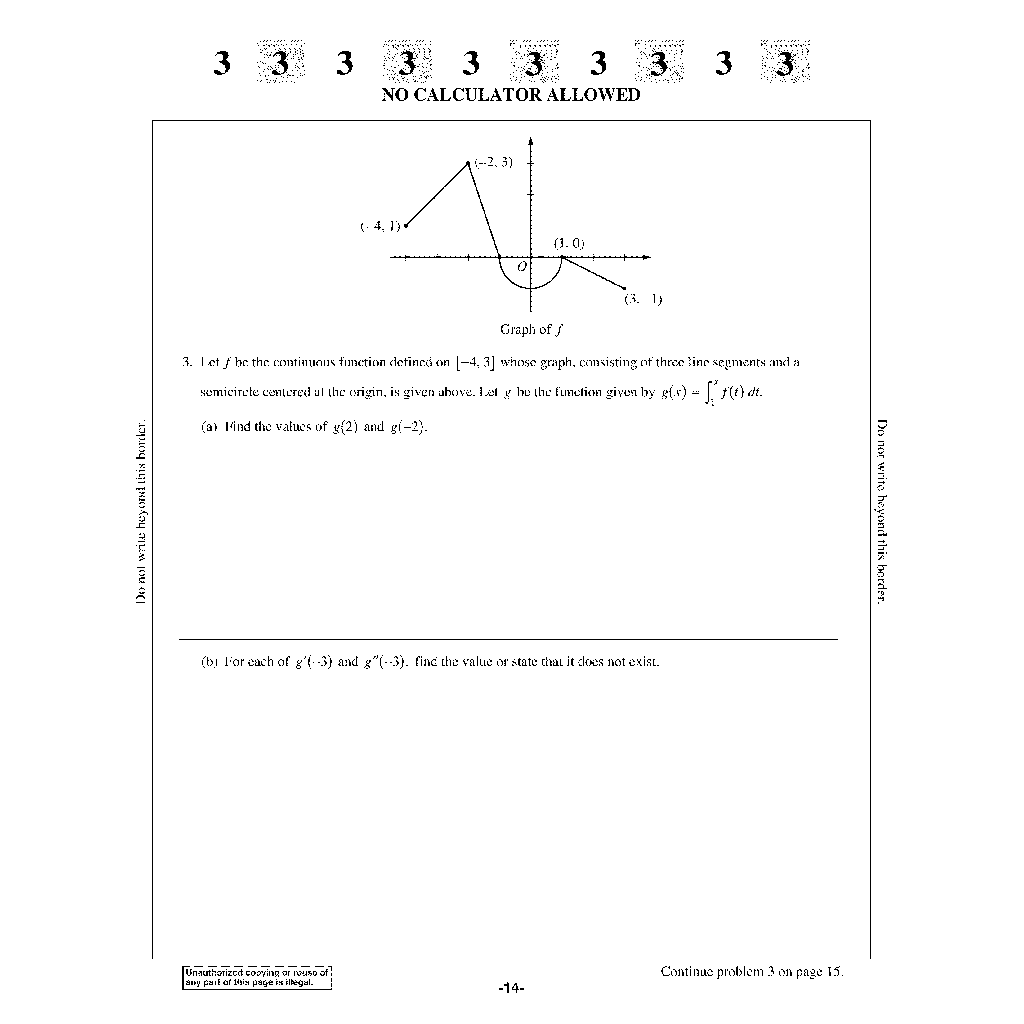 3 3 3 3 3 3 3 3 3 3
NO CALCULATOR ALLOWED
(-2, 3)
(-4, 1)
(1, 0)
O
(3, -1)
Graph of f
3. Let f be the continuous function defined on [-4, 3] whose graph, consisting of three line segments and a
semicircle centered at the origin, is given above. Let g be the function given by g(x) = ∫₁ˣ f(t) dt.
(a) Find the values of g(2) and g(-2).
Do not write beyond this border.
Do not write beyond this border.
(b) For each of g′(-3) and g″(-3), find the value or state that it does not exist.
Unauthorized copying or reuse of
any part of this page is illegal.
Continue problem 3 on page 15.
-14-